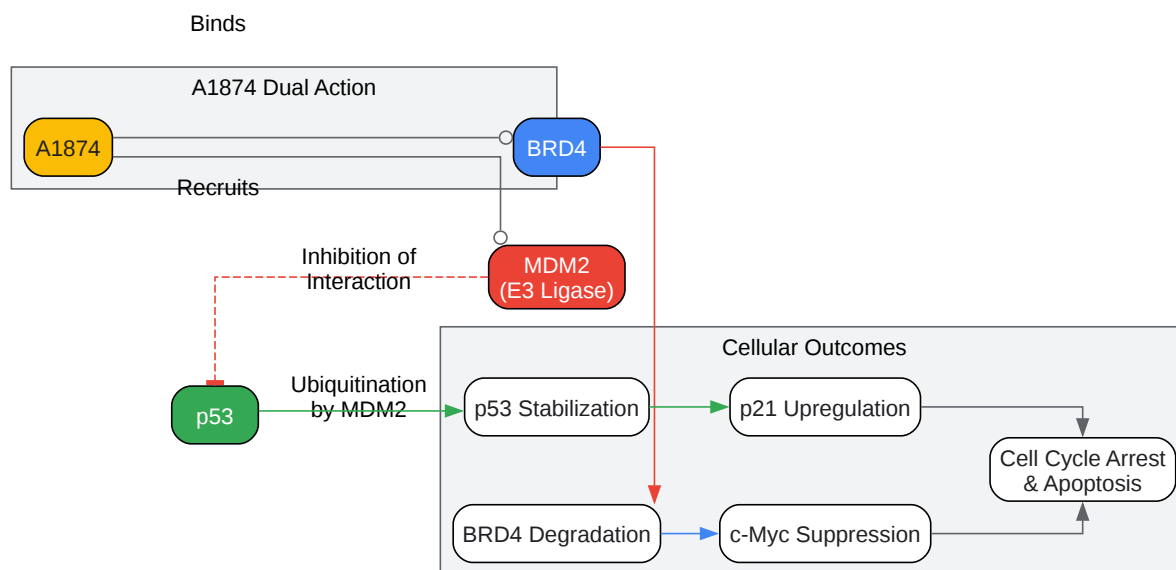 Binds
A1874 Dual Action
A1874
BRD4
Recruits
Inhibition of
Interaction
MDM2
(E3 Ligase)
Cellular Outcomes
p53
Ubiquitination
by MDM2
p53 Stabilization
p21 Upregulation
Cell Cycle Arrest
& Apoptosis
BRD4 Degradation
c-Myc Suppression